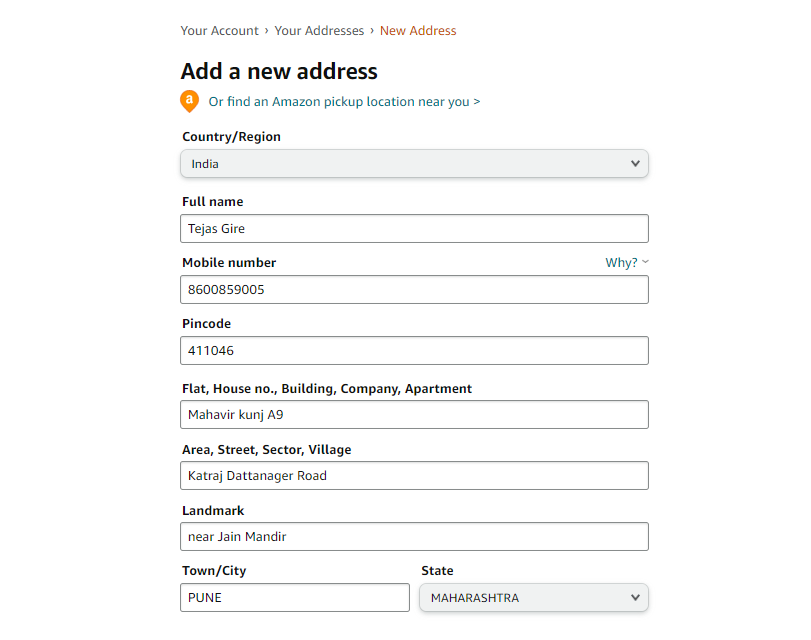 Your Account › Your Addresses › New Address
Add a new address
a
Or find an Amazon pickup location near you >
Country/Region
India
Full name
Tejas Gire
Mobile number Why?
8600859005
Pincode
411046
Flat, House no., Building, Company, Apartment
Mahavir kunj A9
Area, Street, Sector, Village
Katraj Dattanager Road
Landmark
near Jain Mandir
Town/City State
PUNE MAHARASHTRA